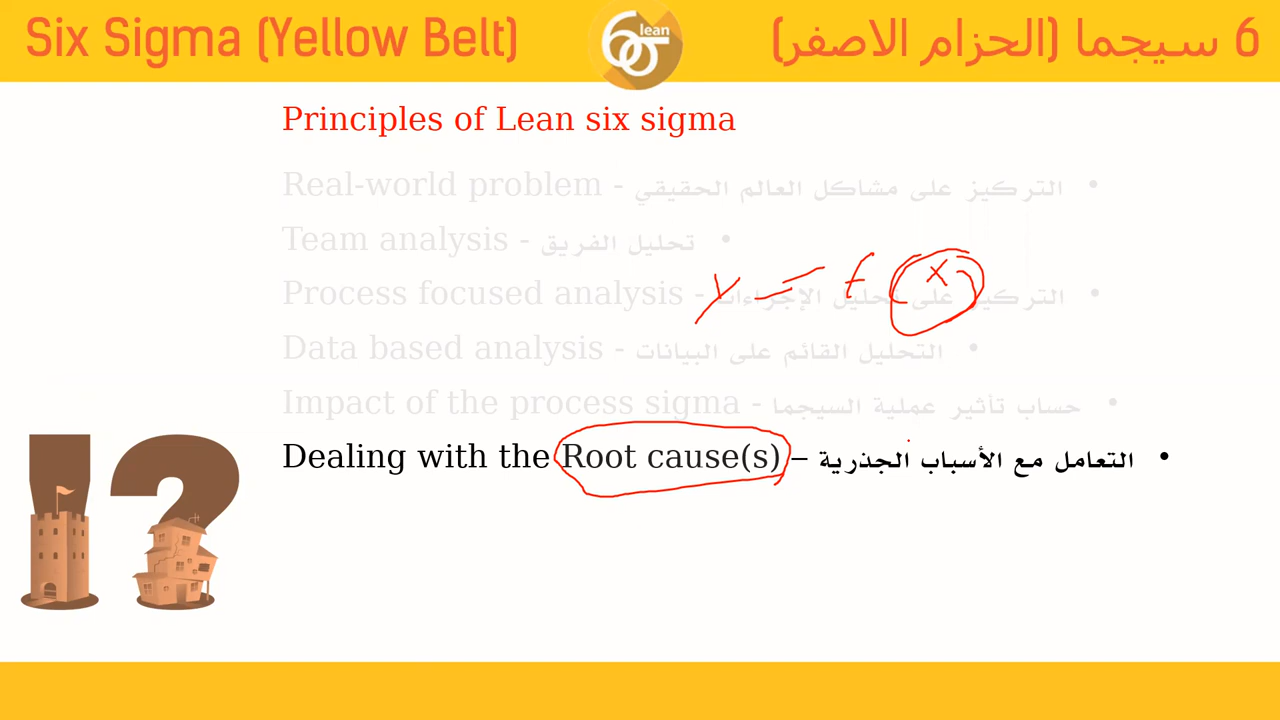 Six Sigma (Yellow Belt)
lean
6σ
6 سيجما (الحزام الاصفر)
Principles of Lean six sigma
Real-world problem - التركيز على مشاكل العالم الحقيقي •
Team analysis - تحليل الفريق •
y = f (x)
Process focused analysis - التركيز على تحليل الإجراءات •
Data based analysis - التحليل القائم على البيانات •
Impact of the process sigma - حساب تأثير عملية السيجما •
Dealing with the Root cause(s) – التعامل مع الأسباب الجذرية •
!?